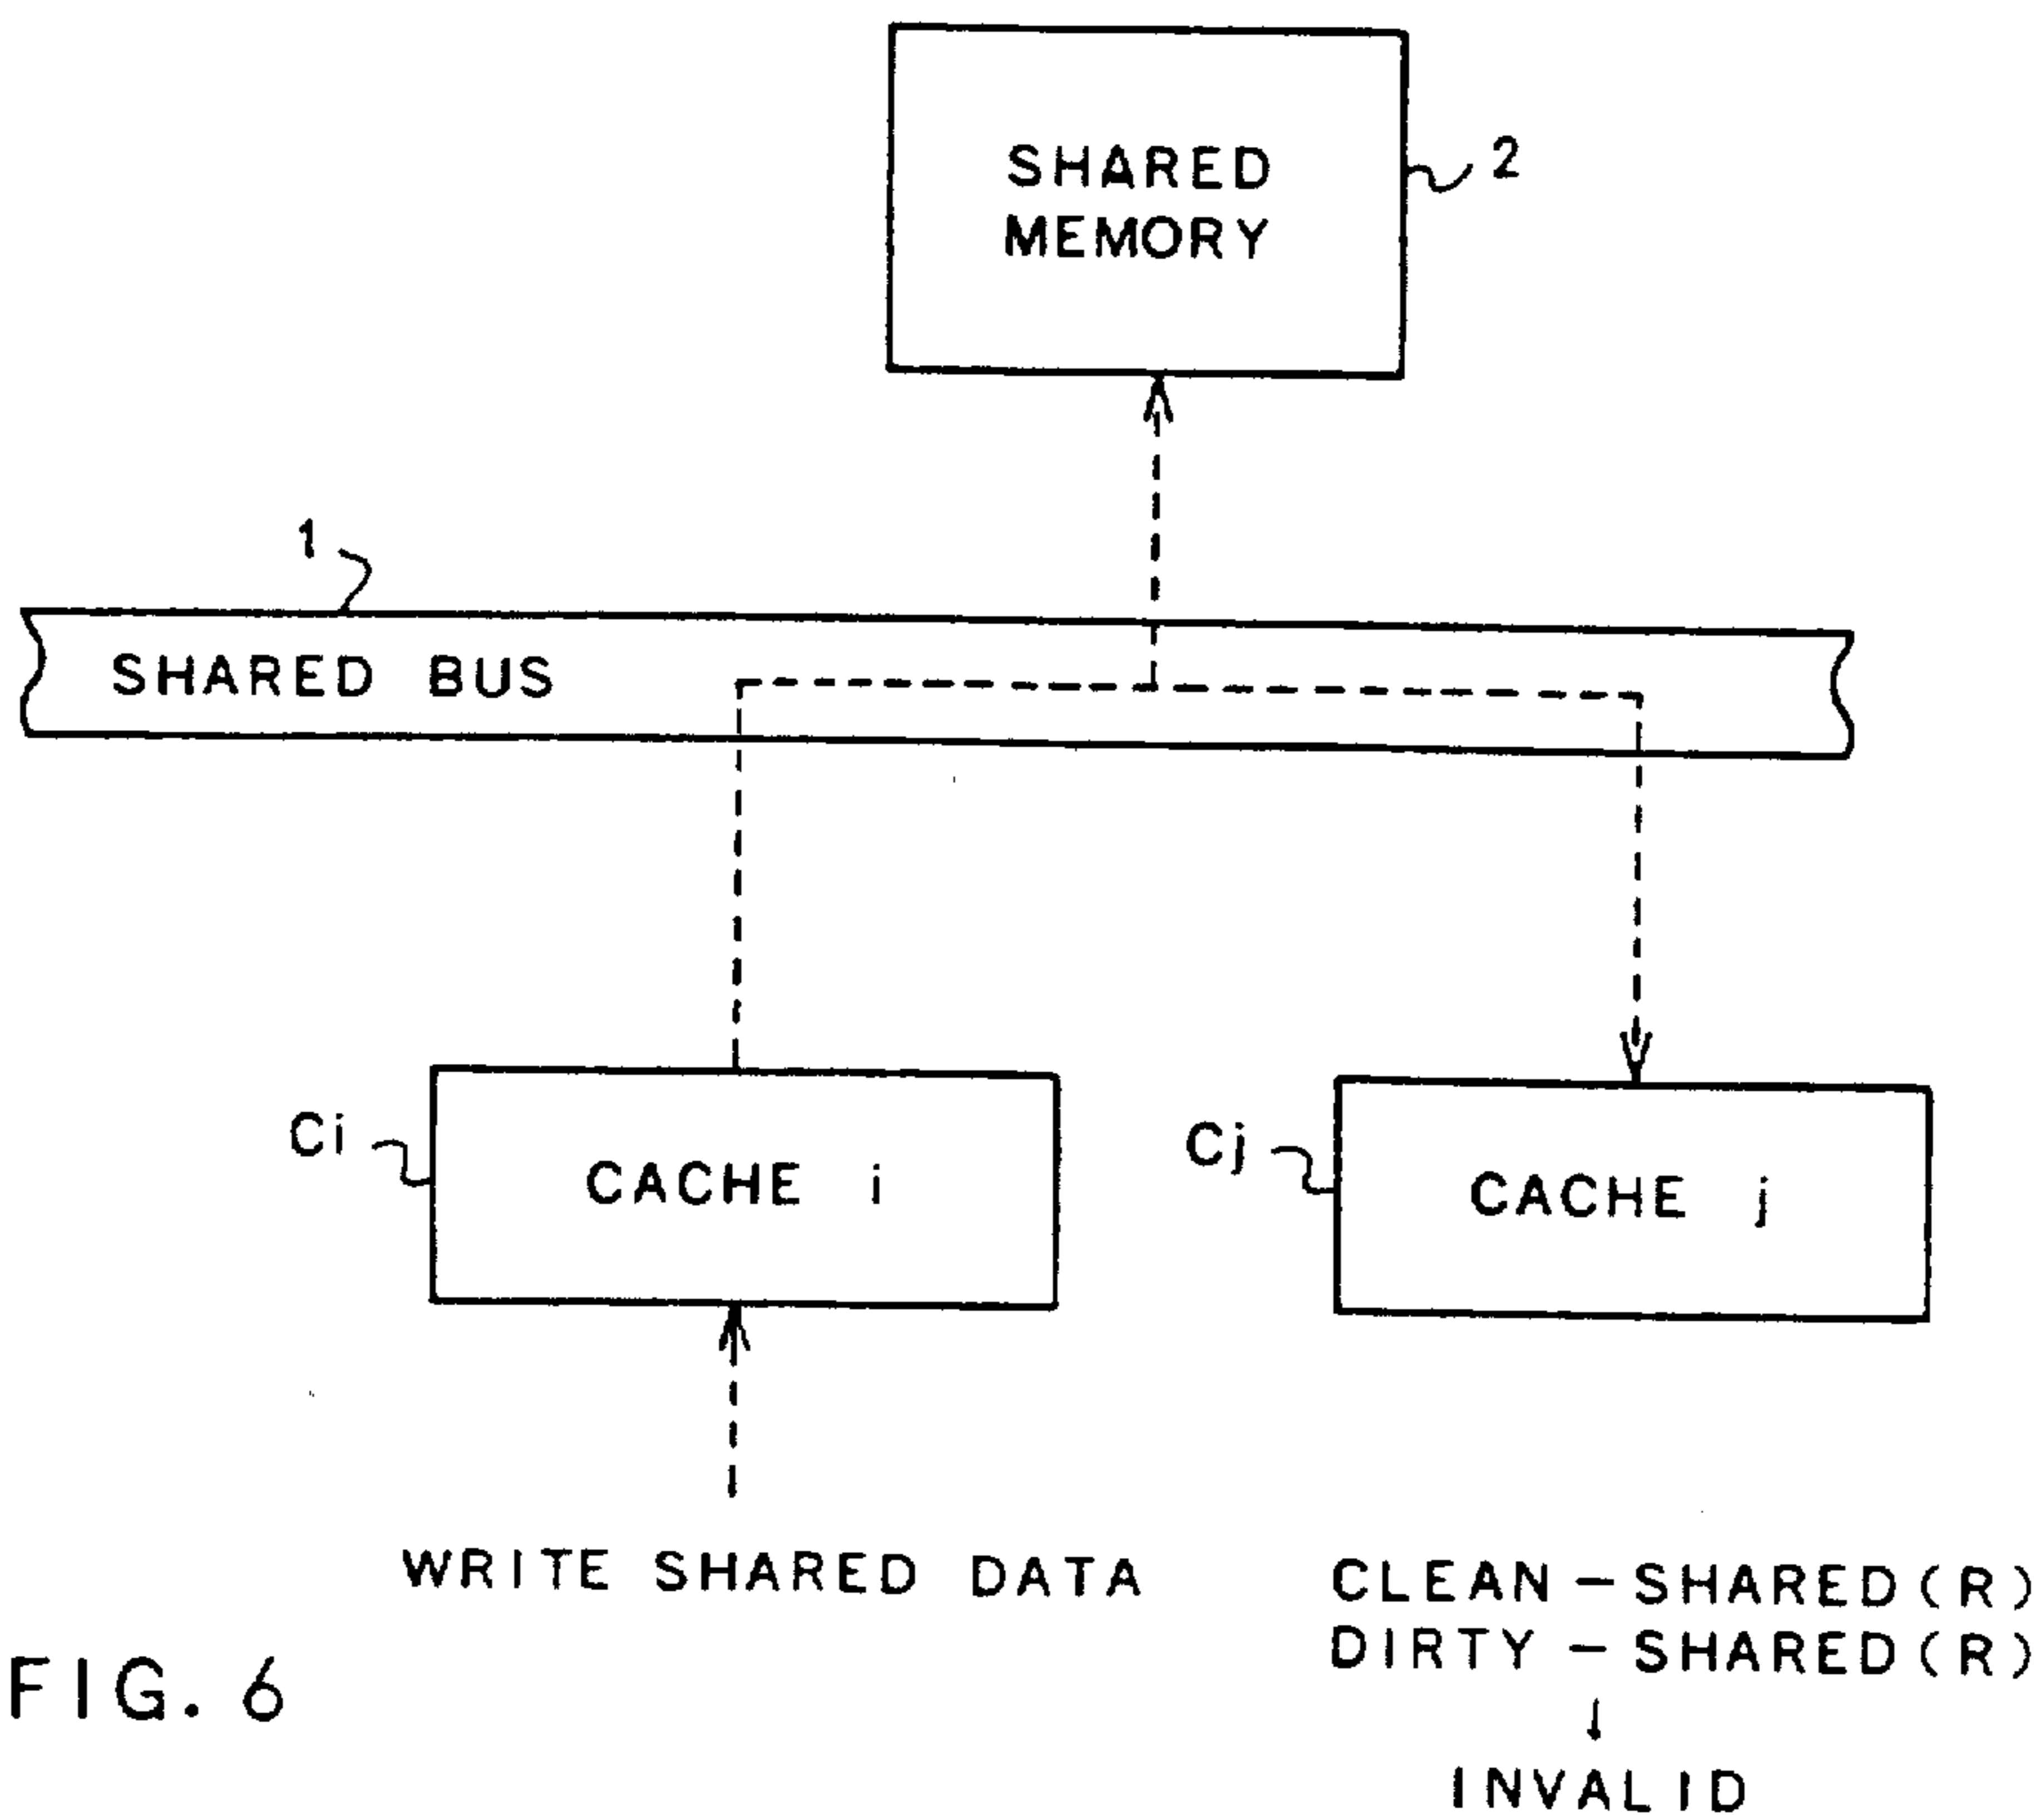 SHARED
MEMORY
2
1
SHARED BUS
Ci
CACHE i
Cj
CACHE j
WRITE SHARED DATA
CLEAN - SHARED(R)
DIRTY - SHARED(R)
↓
INVALID
FIG. 6